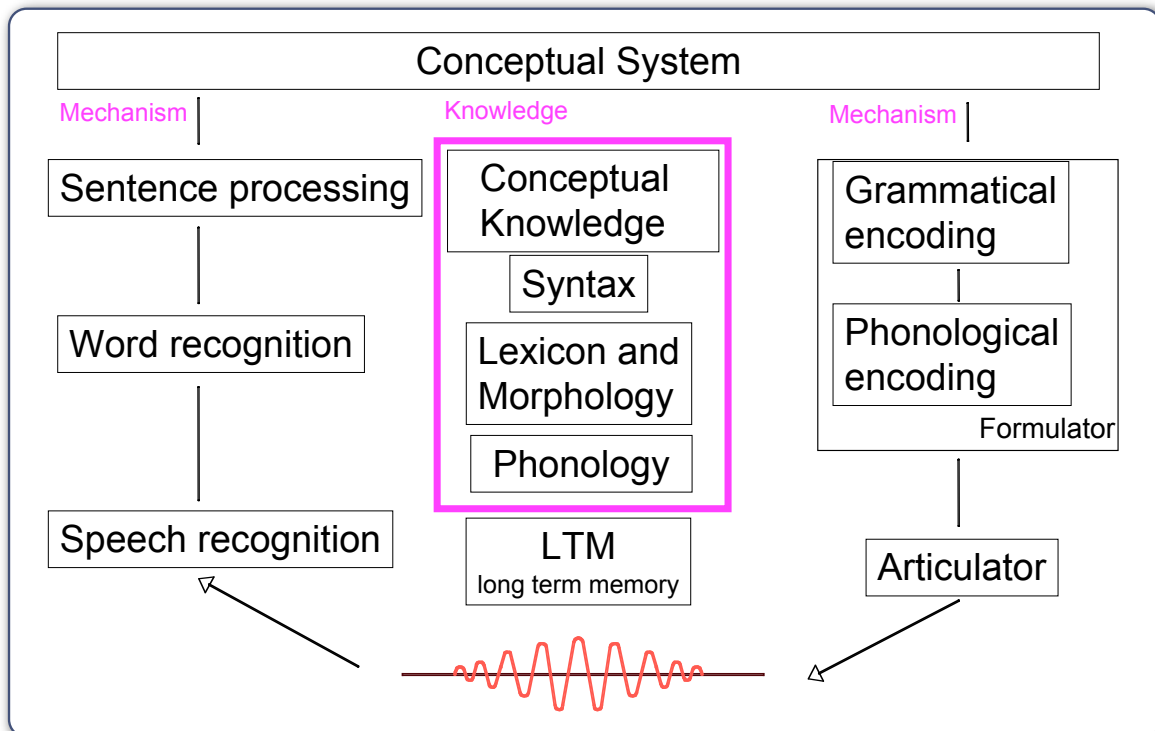 Conceptual System
Mechanism
Knowledge
Mechanism
Sentence processing
Word recognition
Speech recognition
Conceptual
Knowledge
Syntax
Lexicon and
Morphology
Phonology
LTM
long term memory
Grammatical
encoding
Phonological
encoding
Formulator
Articulator